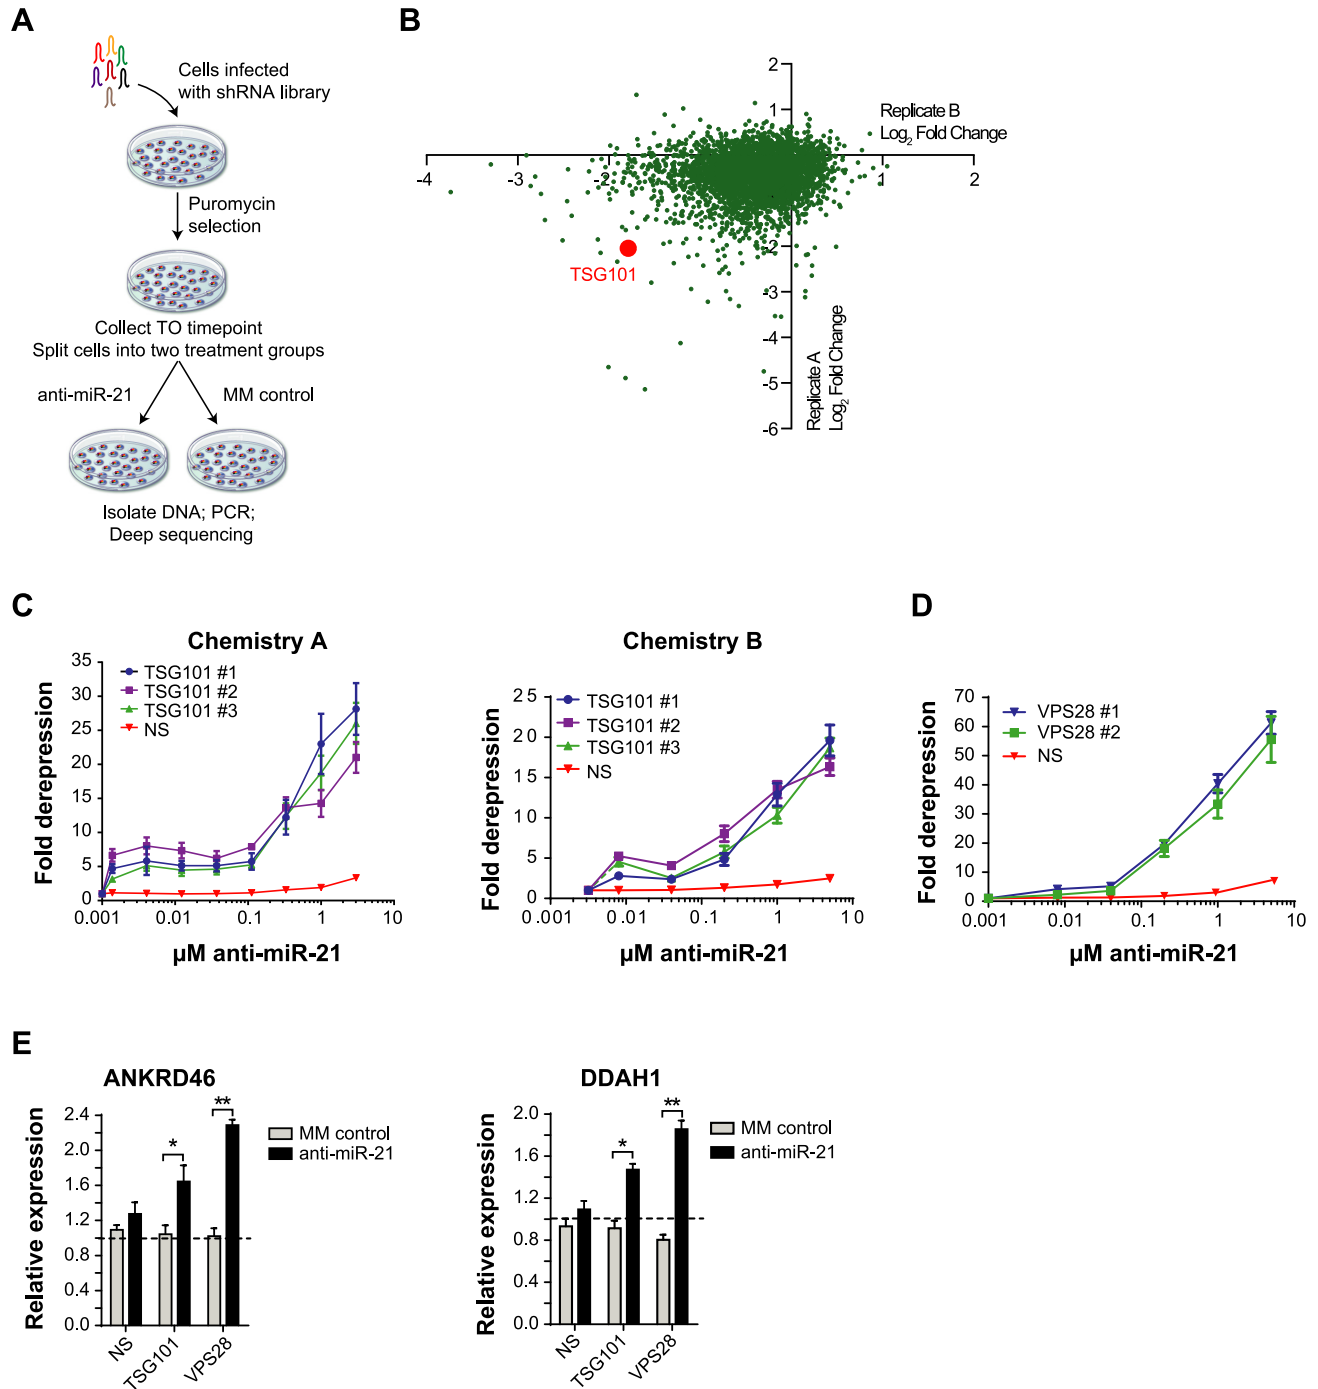 A
Cells infected
with shRNA library
Puromycin
selection
Collect TO timepoint
Split cells into two treatment groups
anti-miR-21
MM control
Isolate DNA; PCR;
Deep sequencing
B
2
1
Replicate B
Log2 Fold Change
-4
-3
-2
1
2
-2
-3
-4
-5
-6
TSG101
Replicate A
Log2 Fold Change
C
Chemistry A
Fold derepression
35
30
25
20
15
10
5
0
TSG101 #1
TSG101 #2
TSG101 #3
NS
0.001
0.01
0.1
1
10
µM anti-miR-21
Chemistry B
Fold derepression
25
20
15
10
5
0
TSG101 #1
TSG101 #2
TSG101 #3
NS
0.001
0.01
0.1
1
10
µM anti-miR-21
D
Fold derepression
70
60
50
40
30
20
10
0
VPS28 #1
VPS28 #2
NS
0.001
0.01
0.1
1
10
µM anti-miR-21
E
ANKRD46
Relative expression
2.4
2.0
1.6
1.2
0.8
0.4
0.0
*
**
MM control
anti-miR-21
NS
TSG101
VPS28
DDAH1
Relative expression
2.0
1.6
1.2
0.8
0.4
0.0
*
**
MM control
anti-miR-21
NS
TSG101
VPS28